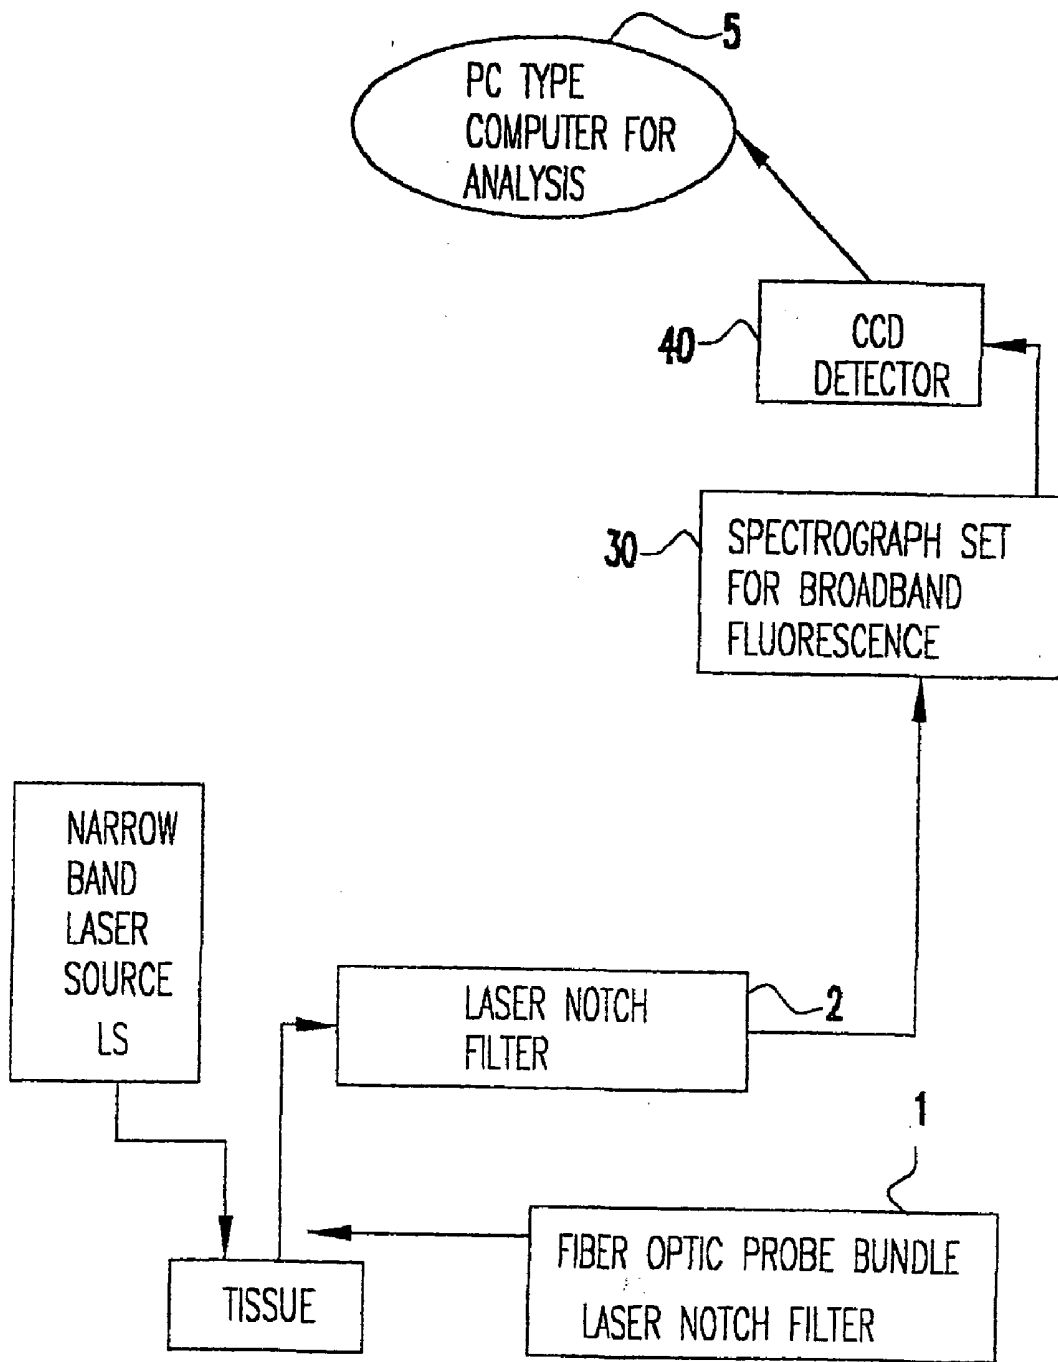 5
PC TYPE
COMPUTER FOR
ANALYSIS
40
CCD
DETECTOR
30
SPECTROGRAPH SET
FOR BROADBAND
FLUORESCENCE
NARROW
BAND
LASER
SOURCE
LS
LASER NOTCH
FILTER
2
1
TISSUE
FIBER OPTIC PROBE BUNDLE
LASER NOTCH FILTER